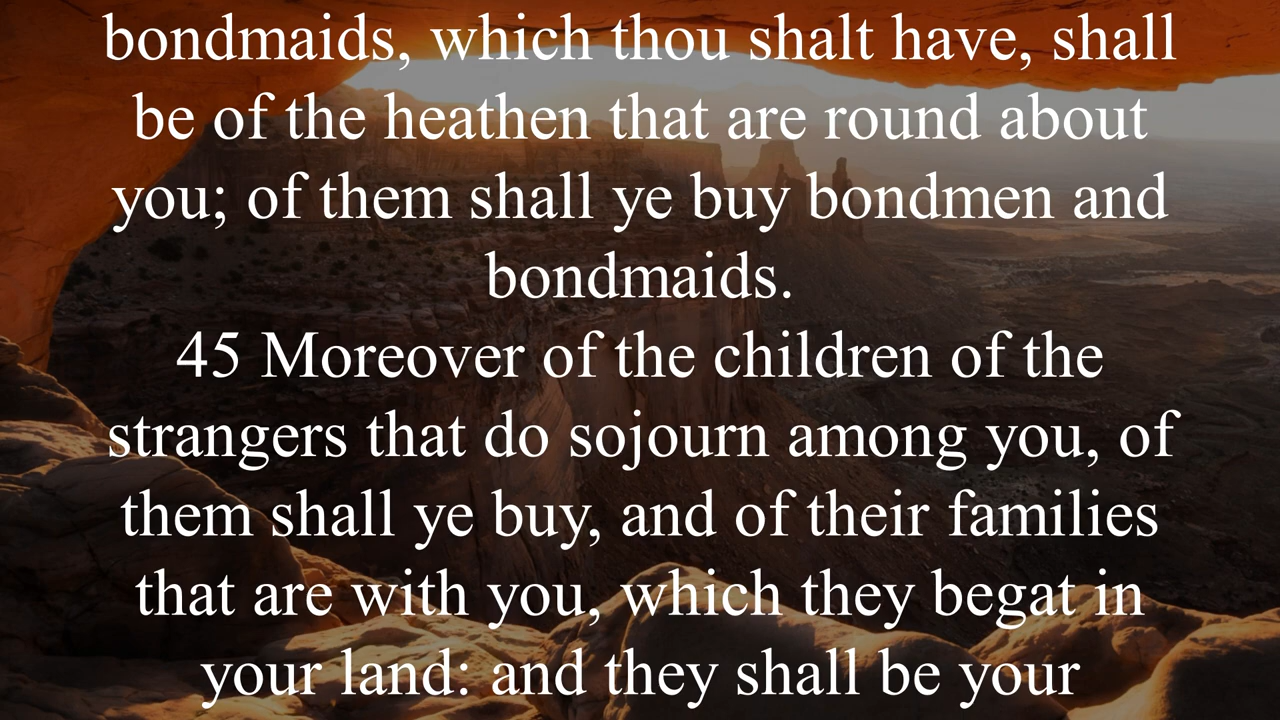 bondmaids, which thou shalt have, shall
be of the heathen that are round about
you; of them shall ye buy bondmen and
bondmaids.
45 Moreover of the children of the
strangers that do sojourn among you, of
them shall ye buy, and of their families
that are with you, which they begat in
your land: and they shall be your